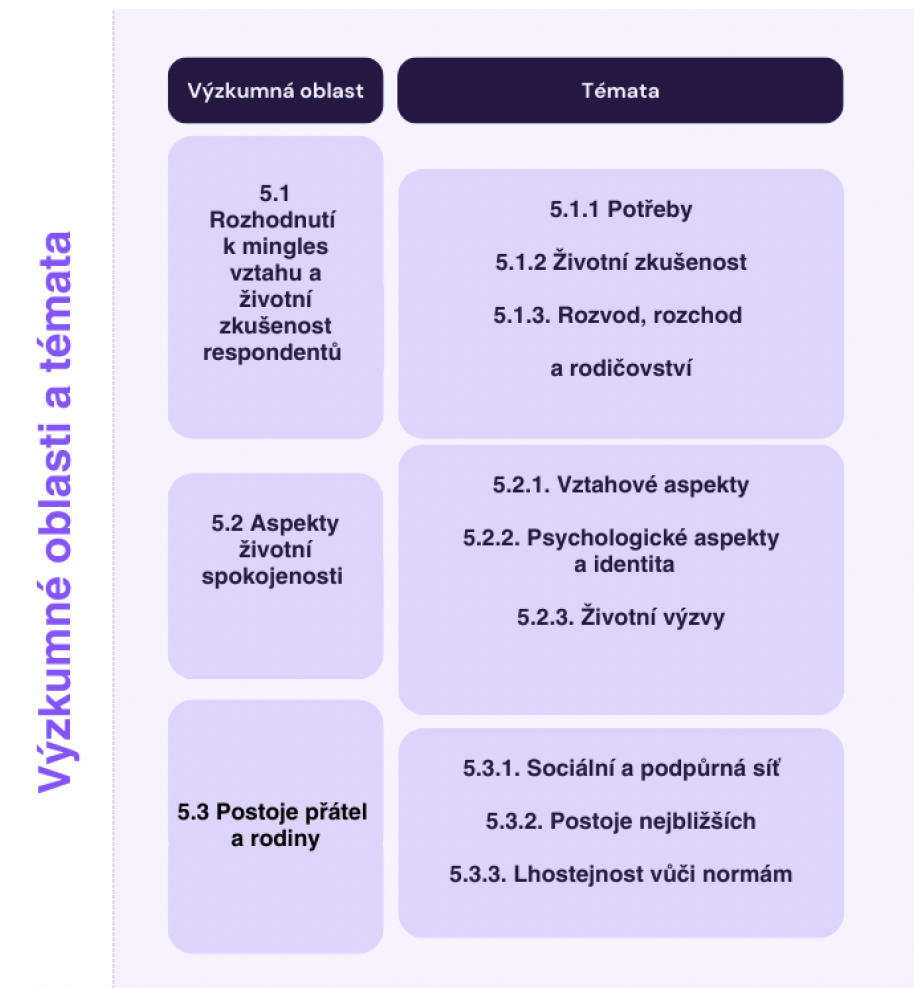 Výzkumné oblasti a témata
Výzkumná oblast
Témata
5.1
Rozhodnutí
k mingles
vztahu a
životní
zkušenost
respondentů
5.1.1 Potřeby
5.1.2 Životní zkušenost
5.1.3. Rozvod, rozchod
a rodičovství
5.2 Aspekty
životní
spokojenosti
5.2.1. Vztahové aspekty
5.2.2. Psychologické aspekty
a identita
5.2.3. Životní výzvy
5.3 Postoje přátel
a rodiny
5.3.1. Sociální a podpůrná síť
5.3.2. Postoje nejbližších
5.3.3. Lhostejnost vůči normám